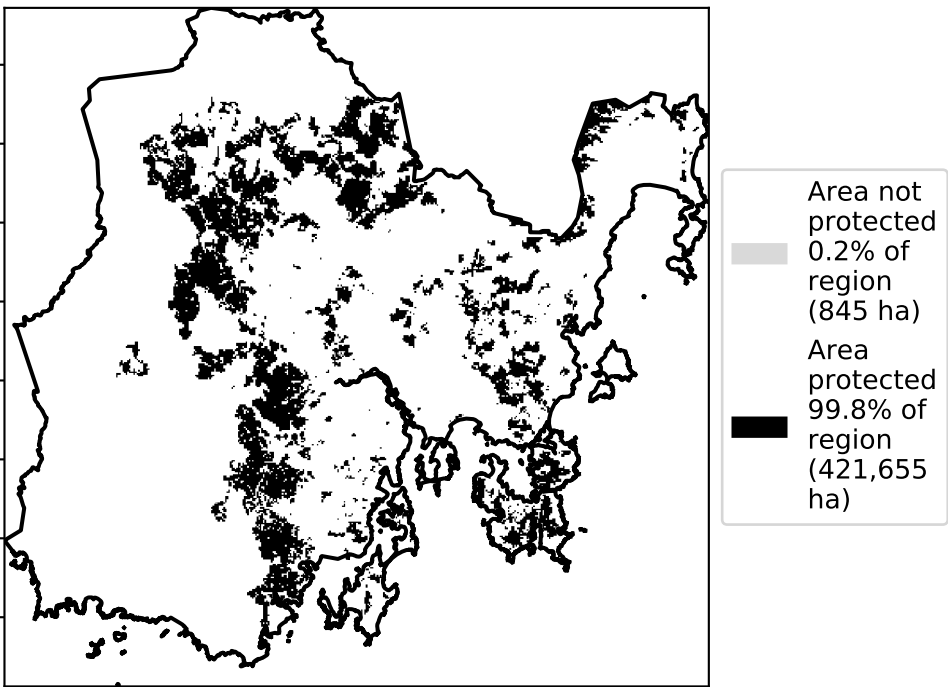 Area not
protected
0.2% of
region
(845 ha)
Area
protected
99.8% of
region
(421,655
ha)